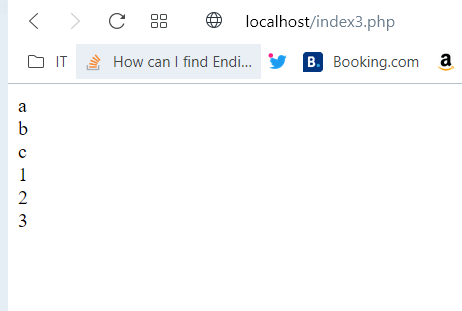 localhost/index3.php
IT How can I find Endi... B. Booking.com a
a
b
c
1
2
3